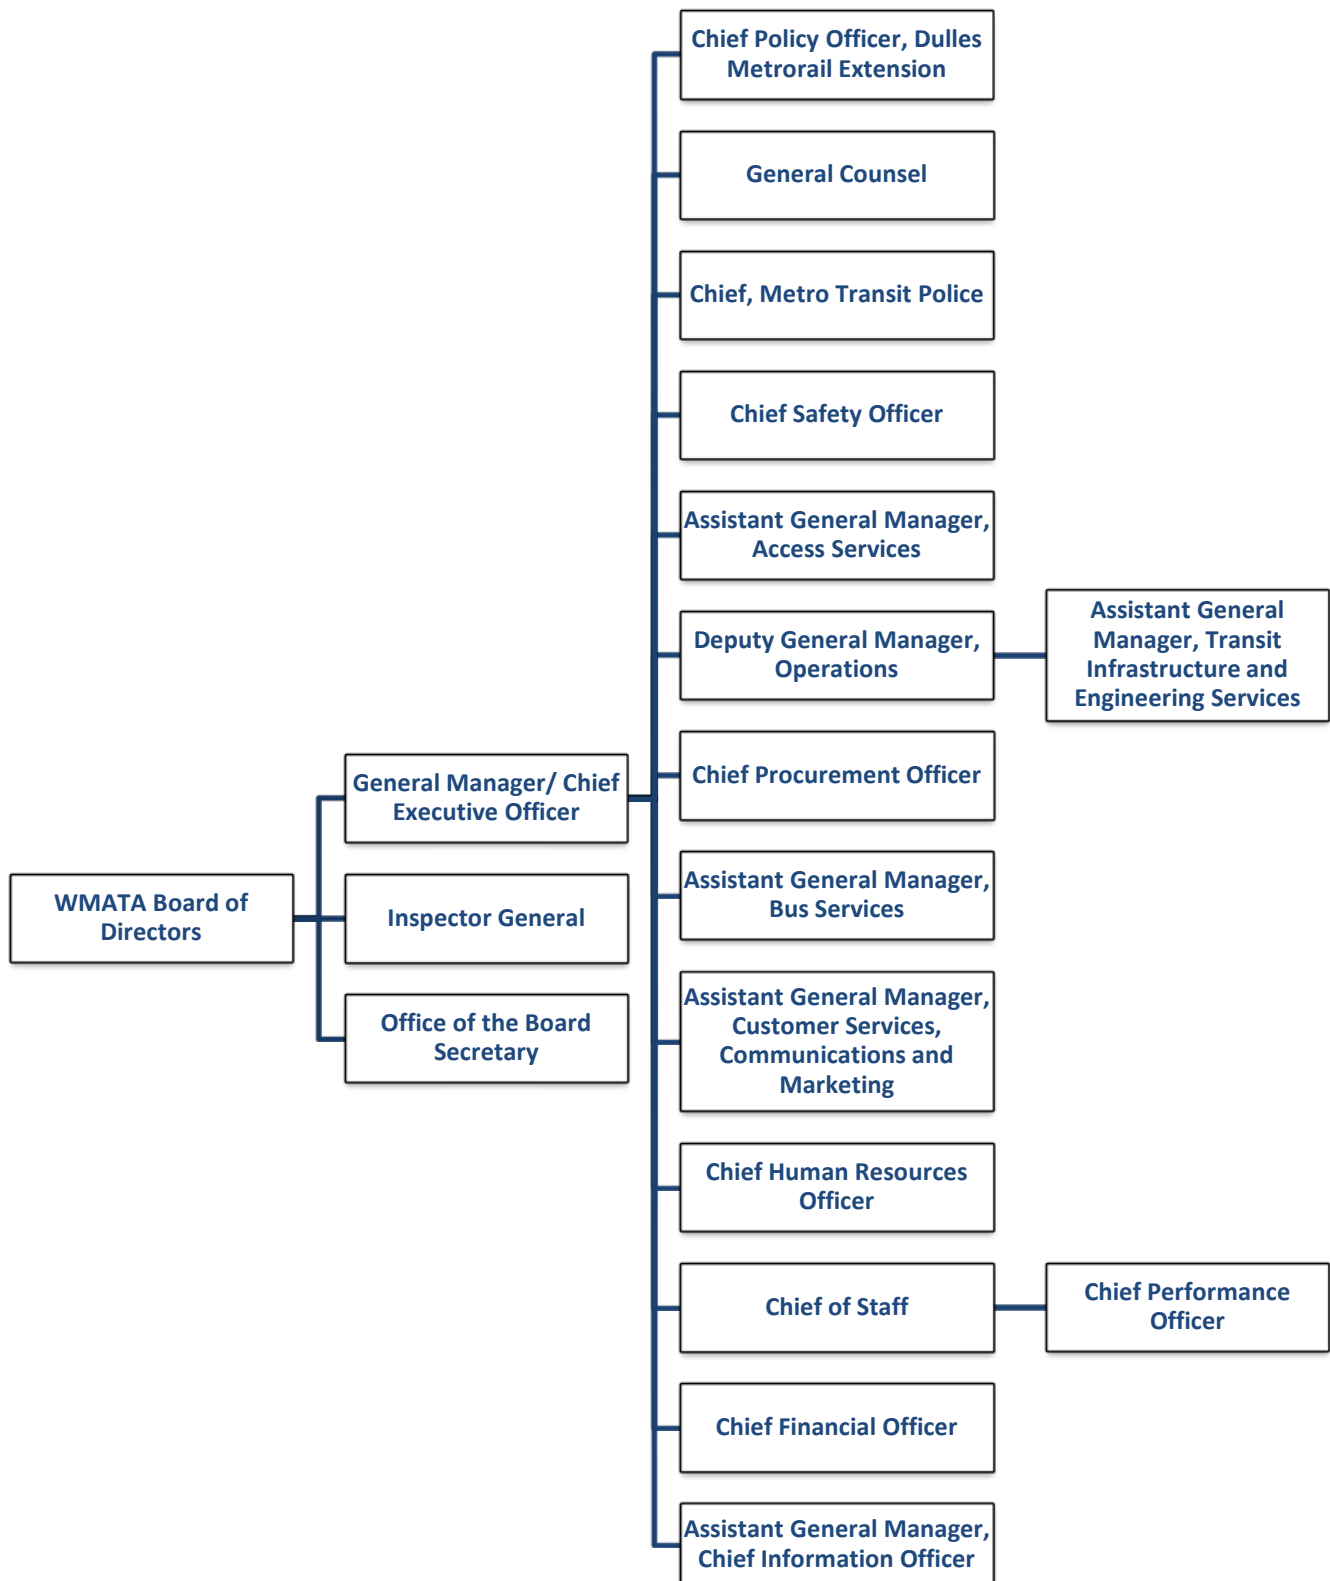 Chief Policy Officer, Dulles
Metrorail Extension
General Counsel
Chief, Metro Transit Police
Chief Safety Officer
Assistant General Manager,
Access Services
Deputy General Manager,
Operations
Assistant General
Manager, Transit
Infrastructure and
Engineering Services
Chief Procurement Officer
General Manager/ Chief
Executive Officer
Assistant General Manager,
Bus Services
WMATA Board of
Directors
Inspector General
Office of the Board
Secretary
Assistant General Manager,
Customer Services,
Communications and
Marketing
Chief Human Resources
Officer
Chief of Staff
Chief Performance
Officer
Chief Financial Officer
Assistant General Manager,
Chief Information Officer